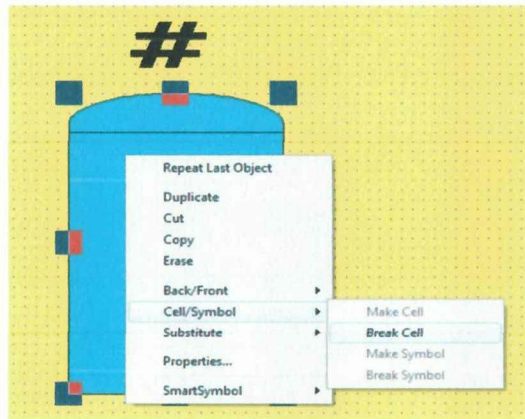 #
Repeat Last Object
Duplicate
Cut
Copy
Erase
Back/Front
Cell/Symbol
Substitute
Properties...
SmartSymbol
Make Cell
Break Cell
Make Symbol
Break Symbol